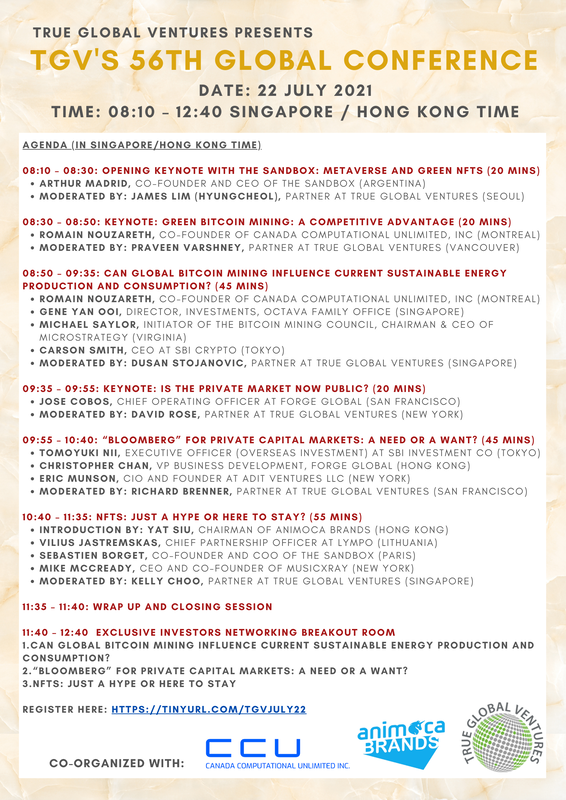 TRUE GLOBAL VENTURES PRESENTS
TGV'S 56TH GLOBAL CONFERENCE
DATE: 22 JULY 2021
TIME: 08:10 – 12:40 SINGAPORE / HONG KONG TIME
AGENDA (IN SINGAPORE/HONG KONG TIME)
08:10 – 08:30: OPENING KEYNOTE WITH THE SANDBOX: METAVERSE AND GREEN NFTS (20 MINS)
• ARTHUR MADRID, CO-FOUNDER AND CEO OF THE SANDBOX (ARGENTINA)
• MODERATED BY: JAMES LIM (HYUNGCHEOL), PARTNER AT TRUE GLOBAL VENTURES (SEOUL)
08:30 – 08:50: KEYNOTE: GREEN BITCOIN MINING: A COMPETITIVE ADVANTAGE (20 MINS)
• ROMAIN NOUZARETH, CO-FOUNDER OF CANADA COMPUTATIONAL UNLIMITED, INC (MONTREAL)
• MODERATED BY: PRAVEEN VARSHNEY, PARTNER AT TRUE GLOBAL VENTURES (VANCOUVER)
08:50 – 09:35: CAN GLOBAL BITCOIN MINING INFLUENCE CURRENT SUSTAINABLE ENERGY
PRODUCTION AND CONSUMPTION? (45 MINS)
• ROMAIN NOUZARETH, CO-FOUNDER OF CANADA COMPUTATIONAL UNLIMITED, INC (MONTREAL)
• GENE YAN OOI, DIRECTOR, INVESTMENTS, OCTAVA FAMILY OFFICE (SINGAPORE)
• MICHAEL SAYLOR, INITIATOR OF THE BITCOIN MINING COUNCIL, CHAIRMAN & CEO OF
MICROSTRATEGY (VIRGINIA)
• CARSON SMITH, CEO AT SBI CRYPTO (TOKYO)
• MODERATED BY: DUSAN STOJANOVIC, PARTNER AT TRUE GLOBAL VENTURES (SINGAPORE)
09:35 – 09:55: KEYNOTE: IS THE PRIVATE MARKET NOW PUBLIC? (20 MINS)
• JOSE COBOS, CHIEF OPERATING OFFICER AT FORGE GLOBAL (SAN FRANCISCO)
• MODERATED BY: DAVID ROSE, PARTNER AT TRUE GLOBAL VENTURES (NEW YORK)
09:55 – 10:40: “BLOOMBERG” FOR PRIVATE CAPITAL MARKETS: A NEED OR A WANT? (45 MINS)
• TOMOYUKI NII, EXECUTIVE OFFICER (OVERSEAS INVESTMENT) AT SBI INVESTMENT CO (TOKYO)
• CHRISTOPHER CHAN, VP BUSINESS DEVELOPMENT, FORGE GLOBAL (HONG KONG)
• ERIC MUNSON, CIO AND FOUNDER AT ADIT VENTURES LLC (NEW YORK)
• MODERATED BY: RICHARD BRENNER, PARTNER AT TRUE GLOBAL VENTURES (SAN FRANCISCO)
10:40 – 11:35: NFTS: JUST A HYPE OR HERE TO STAY? (55 MINS)
• INTRODUCTION BY: YAT SIU, CHAIRMAN OF ANIMOCA BRANDS (HONG KONG)
• VILIUS JASTREMSKAS, CHIEF PARTNERSHIP OFFICER AT LYMPO (LITHUANIA)
• SEBASTIEN BORGET, CO-FOUNDER AND COO OF THE SANDBOX (PARIS)
• MIKE MCCREADY, CEO AND CO-FOUNDER OF MUSICXRAY (NEW YORK)
• MODERATED BY: KELLY CHOO, PARTNER AT TRUE GLOBAL VENTURES (SINGAPORE)
11:35 – 11:40: WRAP UP AND CLOSING SESSION
11:40 – 12:40 EXCLUSIVE INVESTORS NETWORKING BREAKOUT ROOM
1.CAN GLOBAL BITCOIN MINING INFLUENCE CURRENT SUSTAINABLE ENERGY PRODUCTION AND
CONSUMPTION?
2.“BLOOMBERG” FOR PRIVATE CAPITAL MARKETS: A NEED OR A WANT?
3.NFTS: JUST A HYPE OR HERE TO STAY
REGISTER HERE: HTTPS://TINYURL.COM/TGVJULY22
CO-ORGANIZED WITH:
CCU
CANADA COMPUTATIONAL UNLIMITED INC.
animoca
BRANDS
TRUE GLOBAL VENTURES